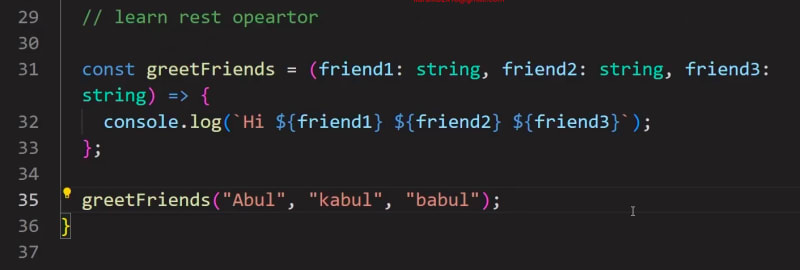 29 // learn rest opeartor
30
31 const greetFriends = (friend1: string, friend2: string, friend3:
string) => {
32 console.log(`Hi ${friend1} ${friend2} ${friend3}`);
33 };
34
35 greetFriends("Abul", "kabul", "babul");
36 }
37